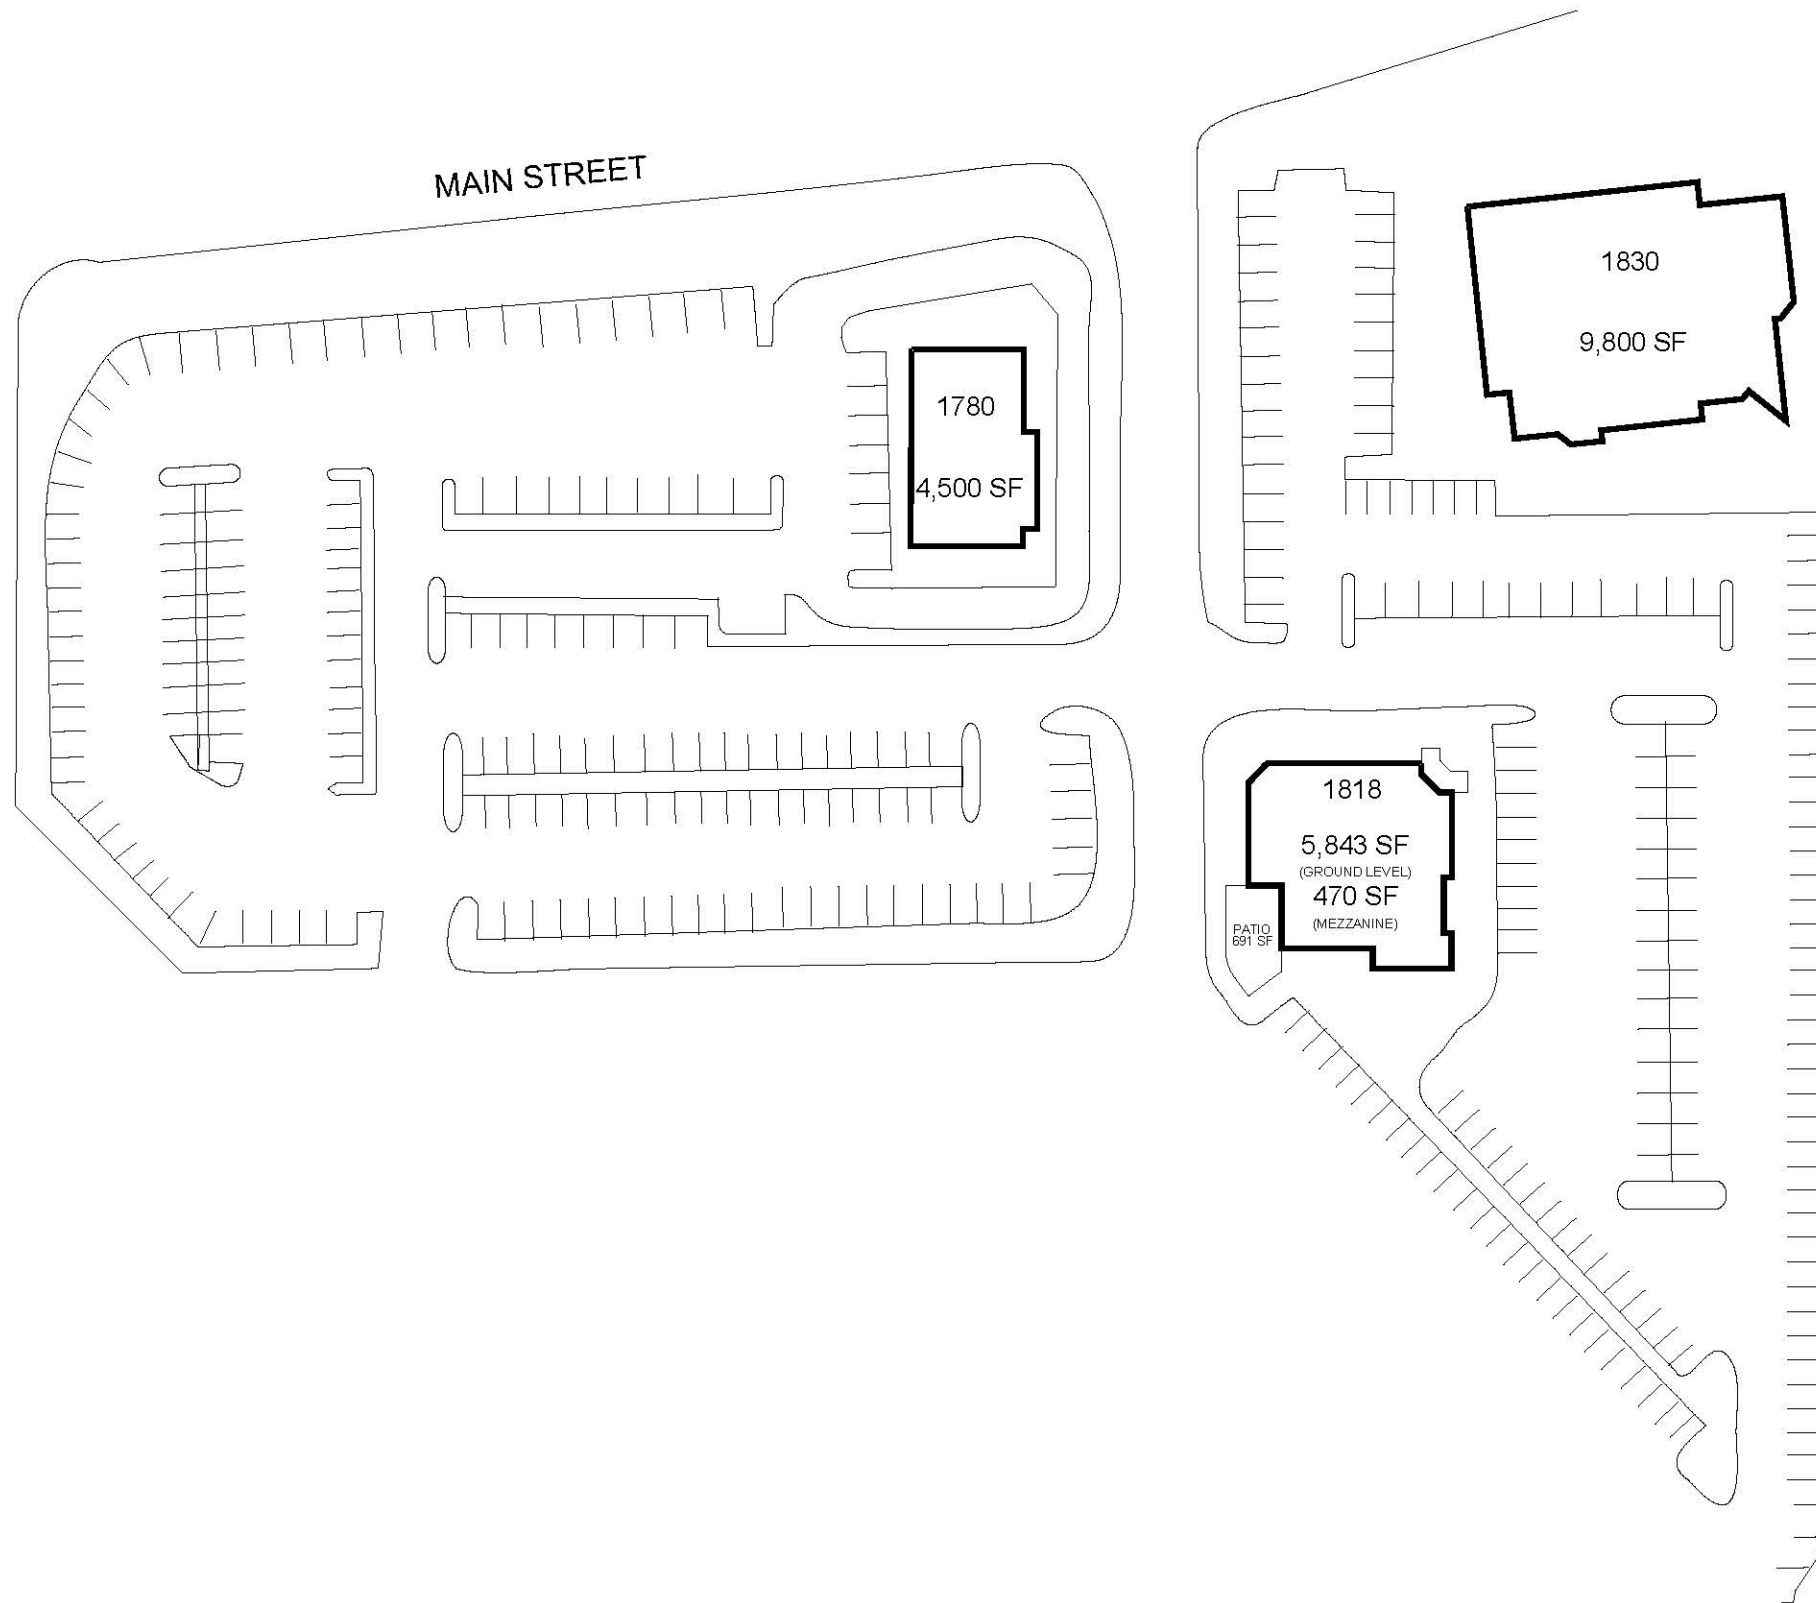 MAIN STREET
1830
9,800 SF
1780
4,500 SF
1818
5,843 SF
(GROUND LEVEL)
470 SF
(MEZZANINE)
PATIO
691 SF